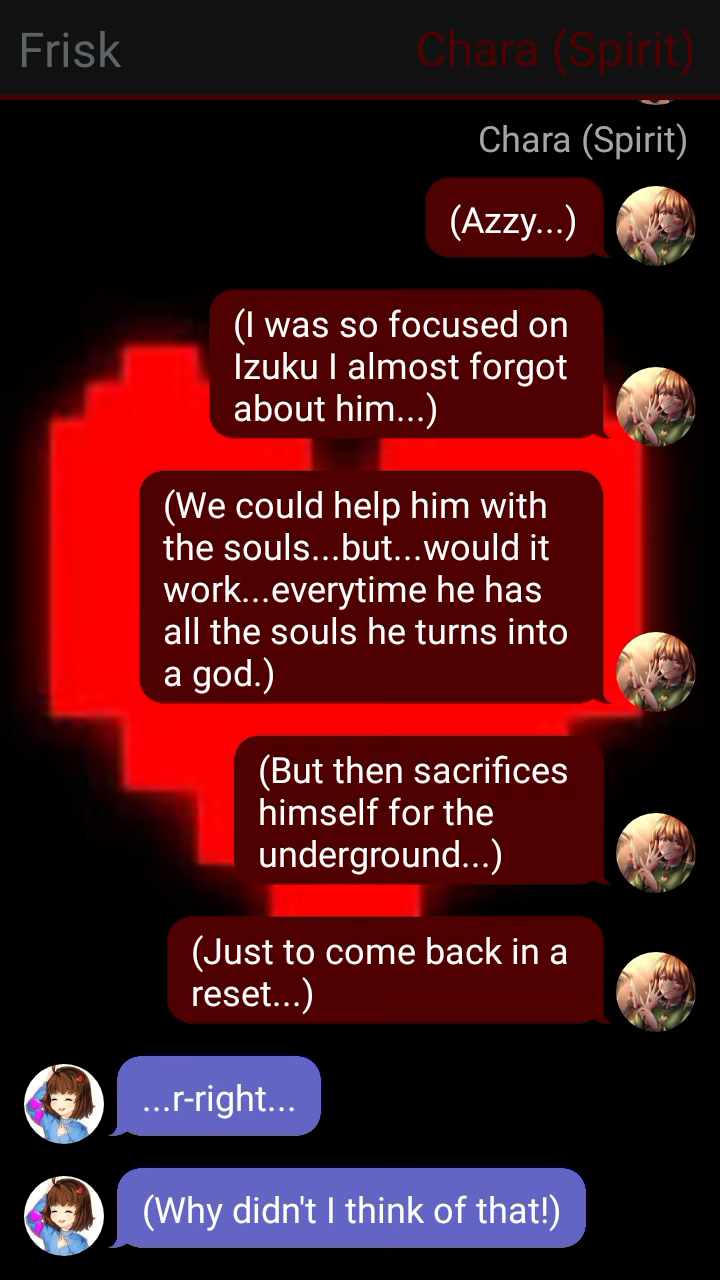 Frisk
Chara (Spirit)
Chara (Spirit)
(Azzy...)
(I was so focused on
Izuku I almost forgot
about him...)
(We could help him with
the souls...but...would it
work...everytime he has
all the souls he turns into
a god.)
(But then sacrifices
himself for the
underground...)
(Just to come back in a
reset...)
...r-right...
(Why didn't I think of that!)